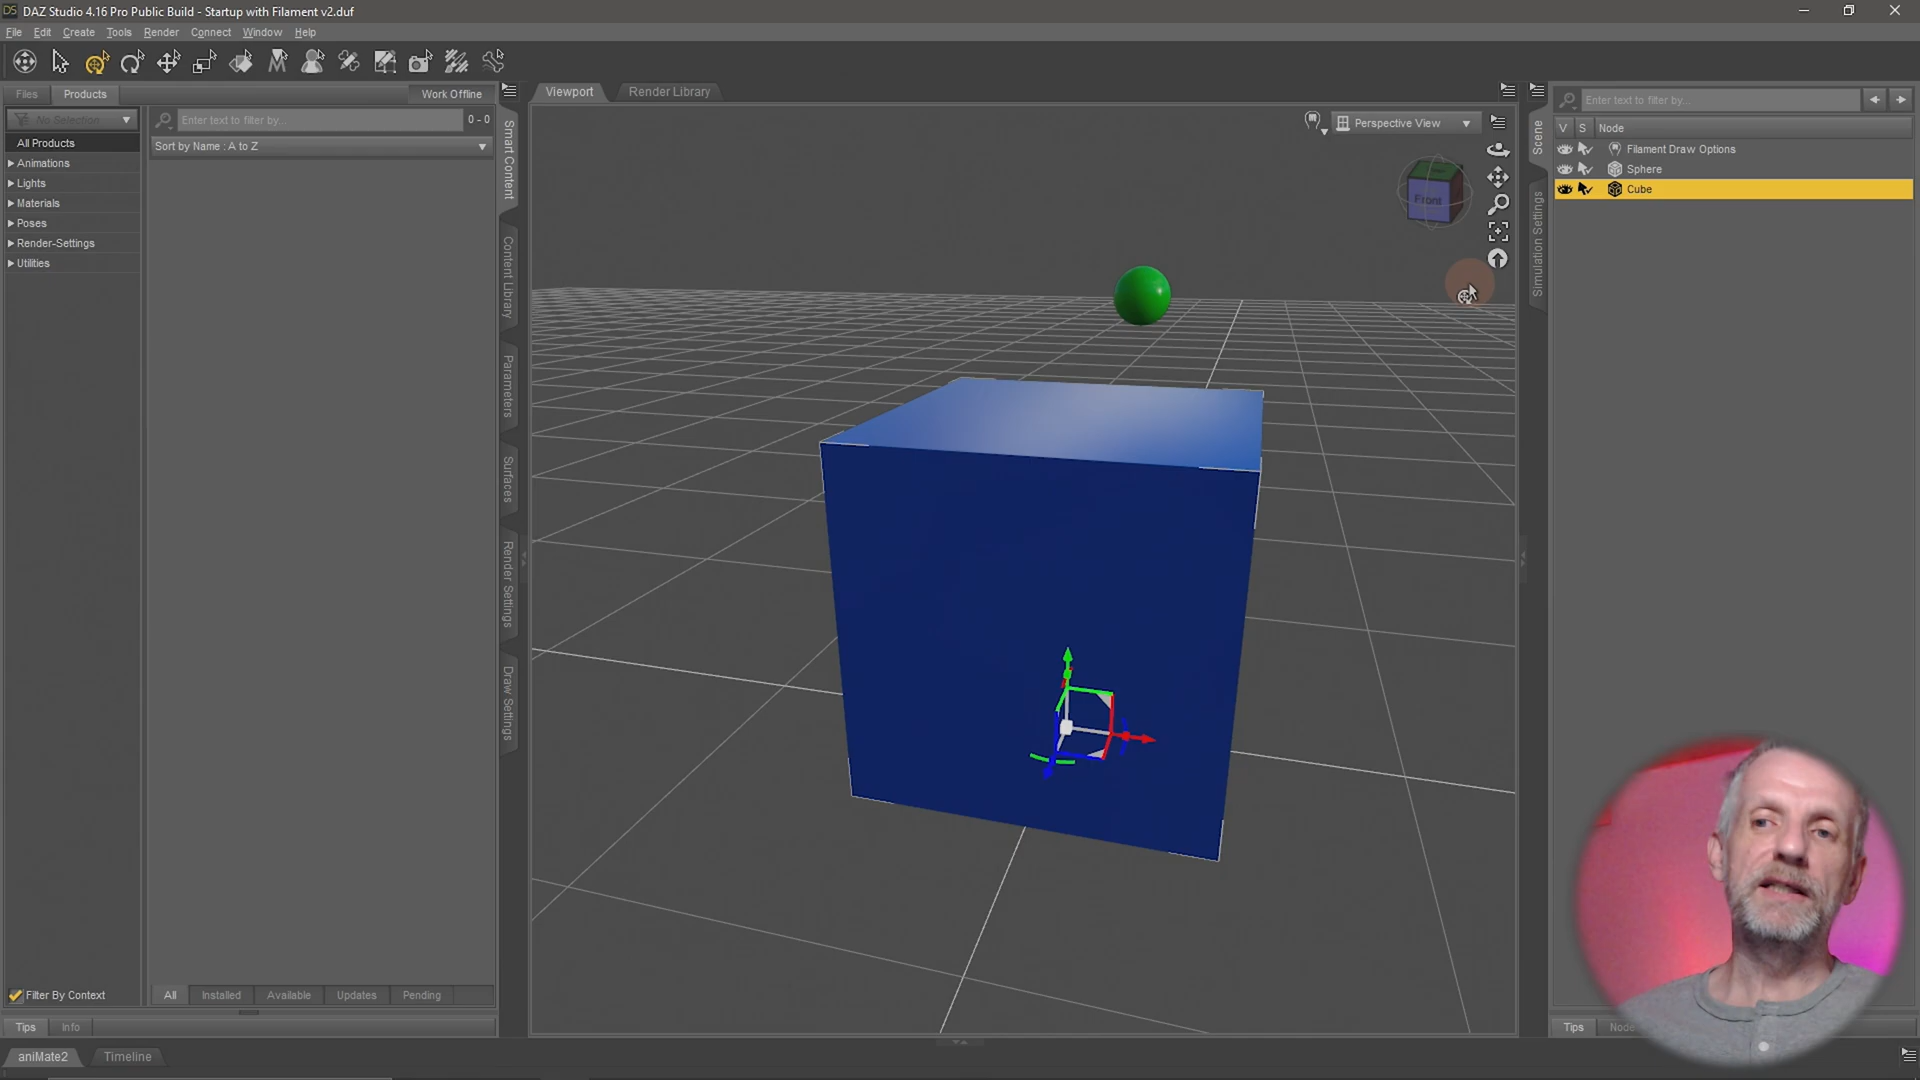 DAZ Studio 4.16 Pro Public Build - Startup with Filament v2.duf
File Edit Create Tools Render Connect Window Help
Files Products Work Offline
No Selection
Enter text to filter by...
0 - 0
All Products
Sort by Name : A to Z
Animations
Lights
Materials
Poses
Render-Settings
Utilities
Filter By Context
All Installed Available Updates Pending
Tips Info
aniMate2 Timeline
Smart Content
Content Library
Parameters
Surfaces
Render Settings
Draw Settings
Viewport Render Library
Perspective View
Front
Scene
Simulation Settings
Enter text to filter by...
V S Node
Filament Draw Options
Sphere
Cube
Tips Node